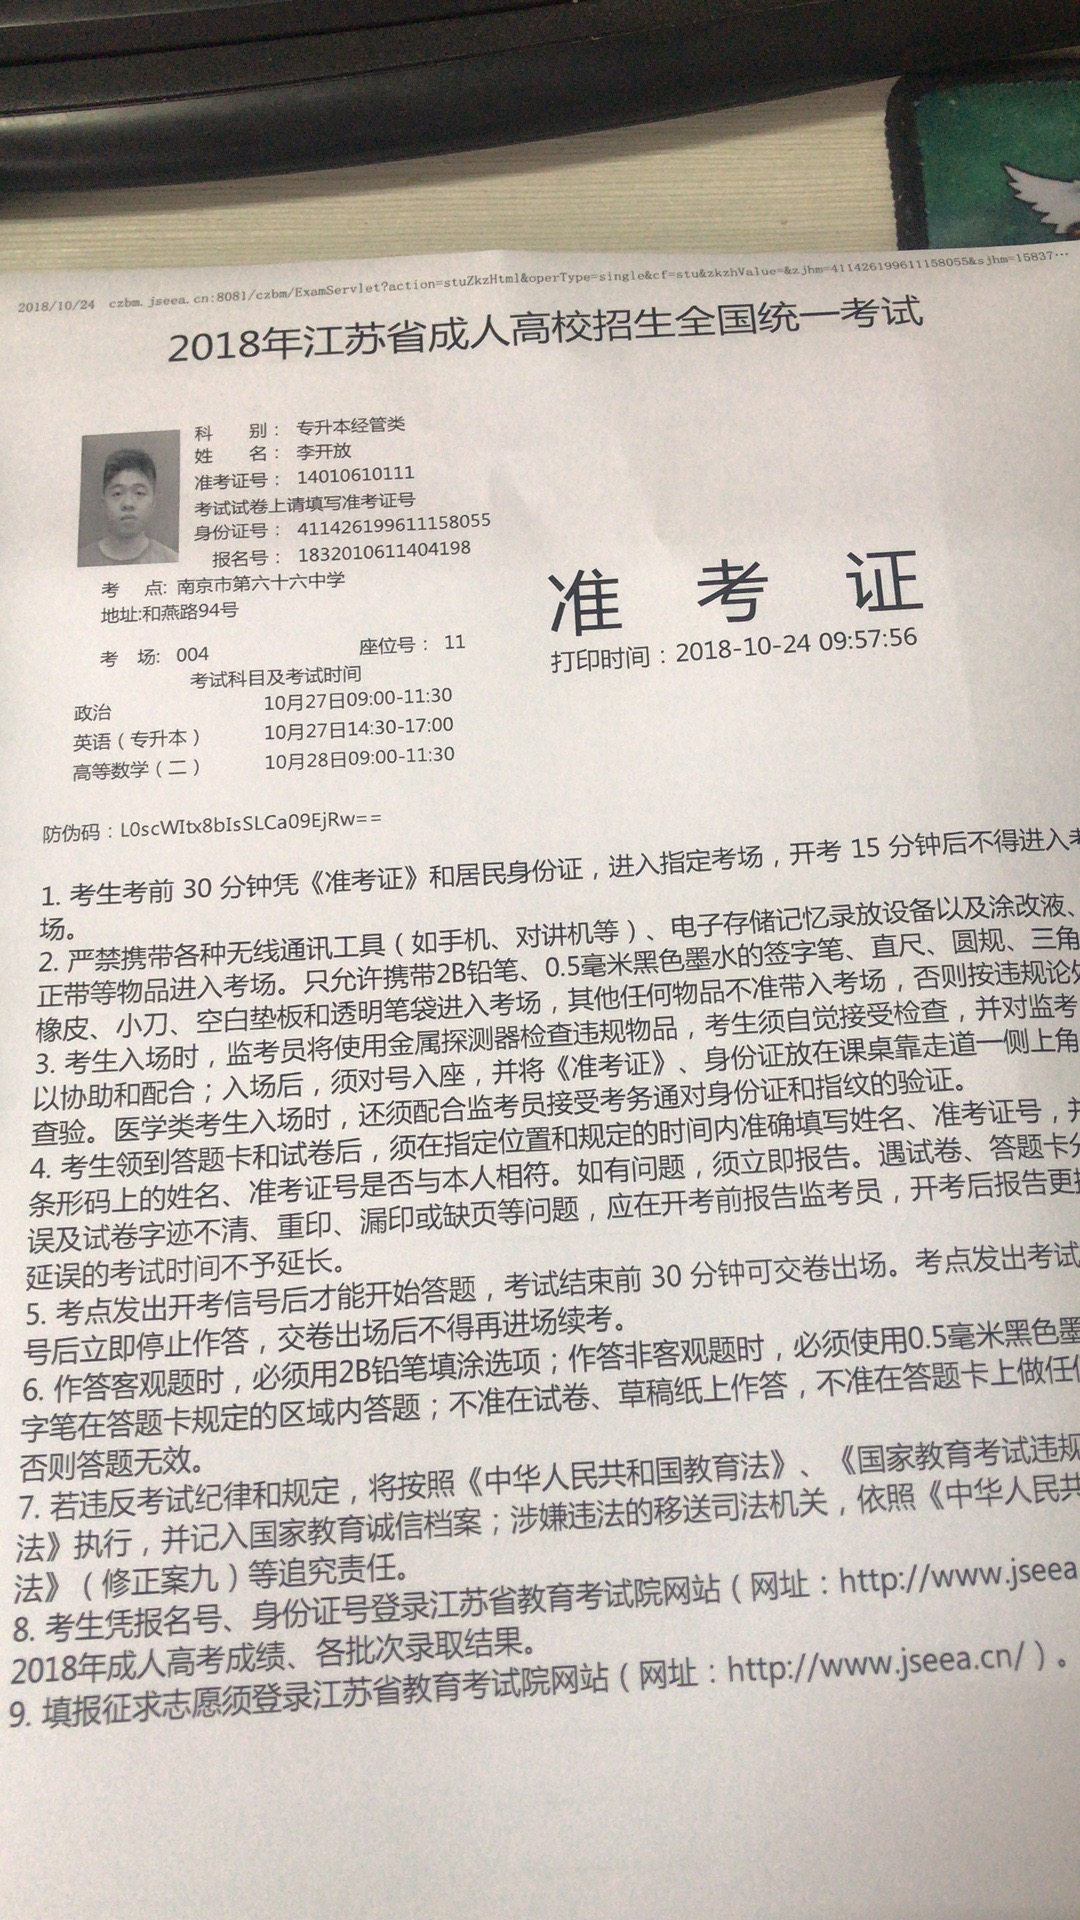 2018/10/24 czbm.jseea.cn:8081/czbm/ExamServlet?action=stuZkzHtml&operType=single&cf=stu&zkzhValue=&zjhm=411426199611158055&sjhm=15837…
2018年江苏省成人高校招生全国统一考试
科 别： 专升本经管类
姓 名： 李开放
准考证号： 14010610111
考试试卷上请填写准考证号
身份证号： 411426199611158055
报名号： 1832010611404198
考 点: 南京市第六十六中学
地址:和燕路94号
准 考 证
打印时间：2018-10-24 09:57:56
考 场: 004 座位号： 11
考试科目及考试时间
政治 10月27日09:00-11:30
英语（专升本） 10月27日14:30-17:00
高等数学（二） 10月28日09:00-11:30
防伪码：L0scWItx8bIsSLCa09EjRw==
1. 考生考前 30 分钟凭《准考证》和居民身份证，进入指定考场，开考 15 分钟后不得进入考
场。
2. 严禁携带各种无线通讯工具（如手机、对讲机等）、电子存储记忆录放设备以及涂改液、
正带等物品进入考场。只允许携带2B铅笔、0.5毫米黑色墨水的签字笔、直尺、圆规、三角
橡皮、小刀、空白垫板和透明笔袋进入考场，其他任何物品不准带入考场，否则按违规论处
3. 考生入场时，监考员将使用金属探测器检查违规物品，考生须自觉接受检查，并对监考
以协助和配合；入场后，须对号入座，并将《准考证》、身份证放在课桌靠走道一侧上角
查验。医学类考生入场时，还须配合监考员接受考务通对身份证和指纹的验证。
4. 考生领到答题卡和试卷后，须在指定位置和规定的时间内准确填写姓名、准考证号，并
条形码上的姓名、准考证号是否与本人相符。如有问题，须立即报告。遇试卷、答题卡分
误及试卷字迹不清、重印、漏印或缺页等问题，应在开考前报告监考员，开考后报告更换
延误的考试时间不予延长。
5. 考点发出开考信号后才能开始答题，考试结束前 30 分钟可交卷出场。考点发出考试
号后立即停止作答，交卷出场后不得再进场续考。
6. 作答客观题时，必须用2B铅笔填涂选项；作答非客观题时，必须使用0.5毫米黑色墨
字笔在答题卡规定的区域内答题；不准在试卷、草稿纸上作答，不准在答题卡上做任何
否则答题无效。
7. 若违反考试纪律和规定，将按照《中华人民共和国教育法》、《国家教育考试违规
法》执行，并记入国家教育诚信档案；涉嫌违法的移送司法机关，依照《中华人民共
法》（修正案九）等追究责任。
8. 考生凭报名号、身份证号登录江苏省教育考试院网站（网址：http://www.jseea
2018年成人高考成绩、各批次录取结果。
9. 填报征求志愿须登录江苏省教育考试院网站（网址：http://www.jseea.cn/）。